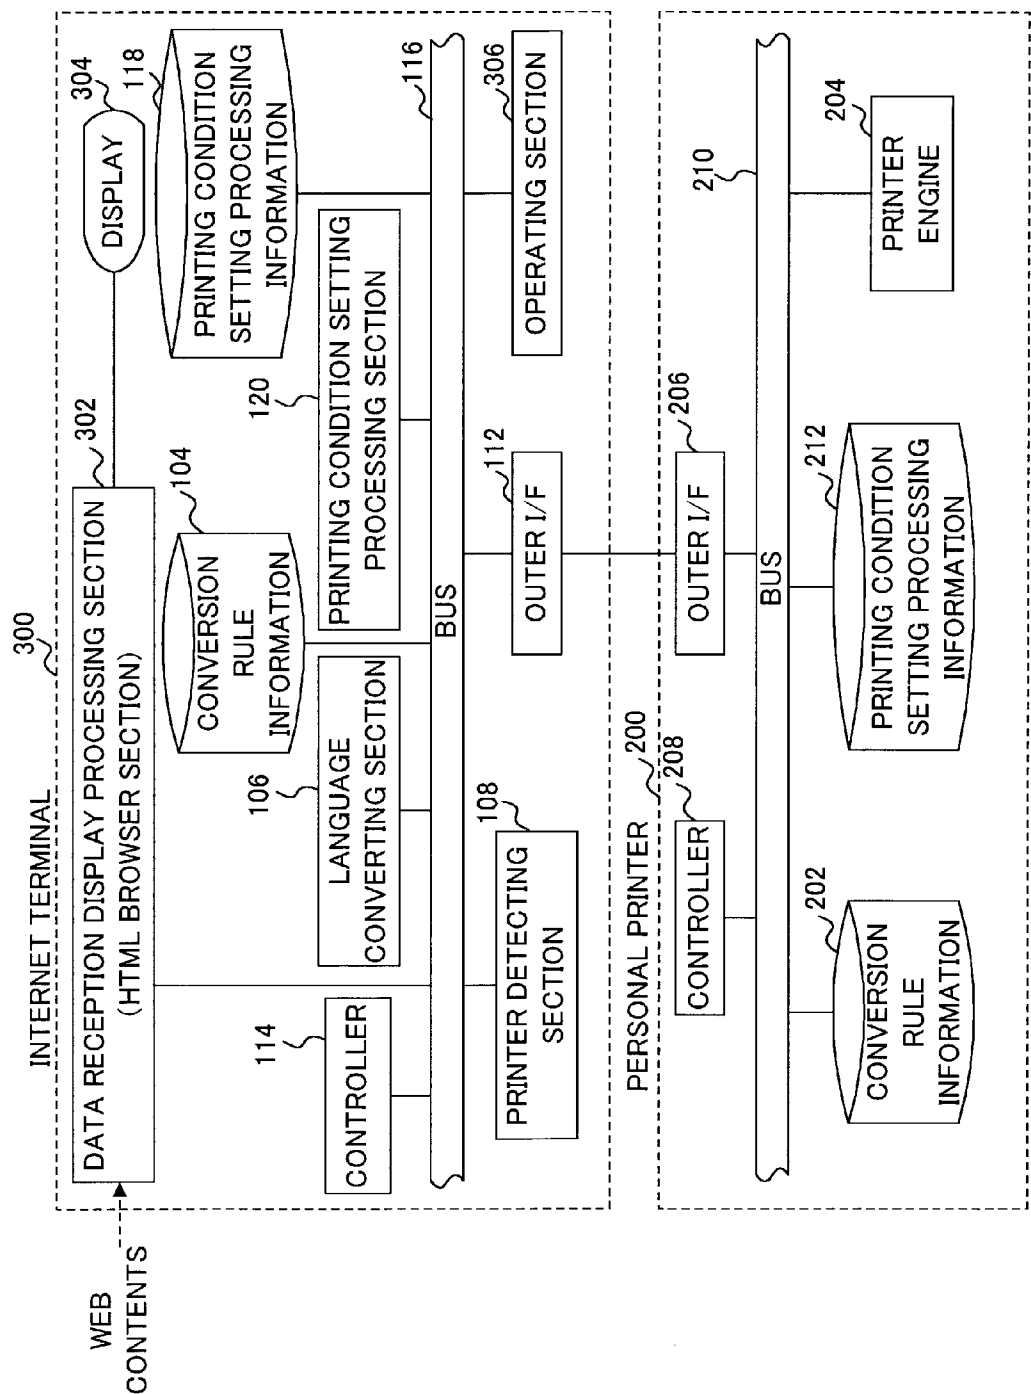 INTERNET TERMINAL
300
WEB
CONTENTS
DATA RECEPTION DISPLAY PROCESSING SECTION
(HTML BROWSER SECTION)
302
DISPLAY
304
CONVERSION
RULE
INFORMATION
104
PRINTING CONDITION
SETTING PROCESSING
INFORMATION
118
CONTROLLER
114
LANGUAGE
CONVERTING SECTION
106
PRINTING CONDITION SETTING
PROCESSING SECTION
120
BUS
116
PRINTER DETECTING
SECTION
108
OUTER I/F
112
OPERATING SECTION
306
PERSONAL PRINTER
200
CONTROLLER
208
OUTER I/F
206
BUS
210
CONVERSION
RULE
INFORMATION
202
PRINTING CONDITION
SETTING PROCESSING
INFORMATION
212
PRINTER
ENGINE
204